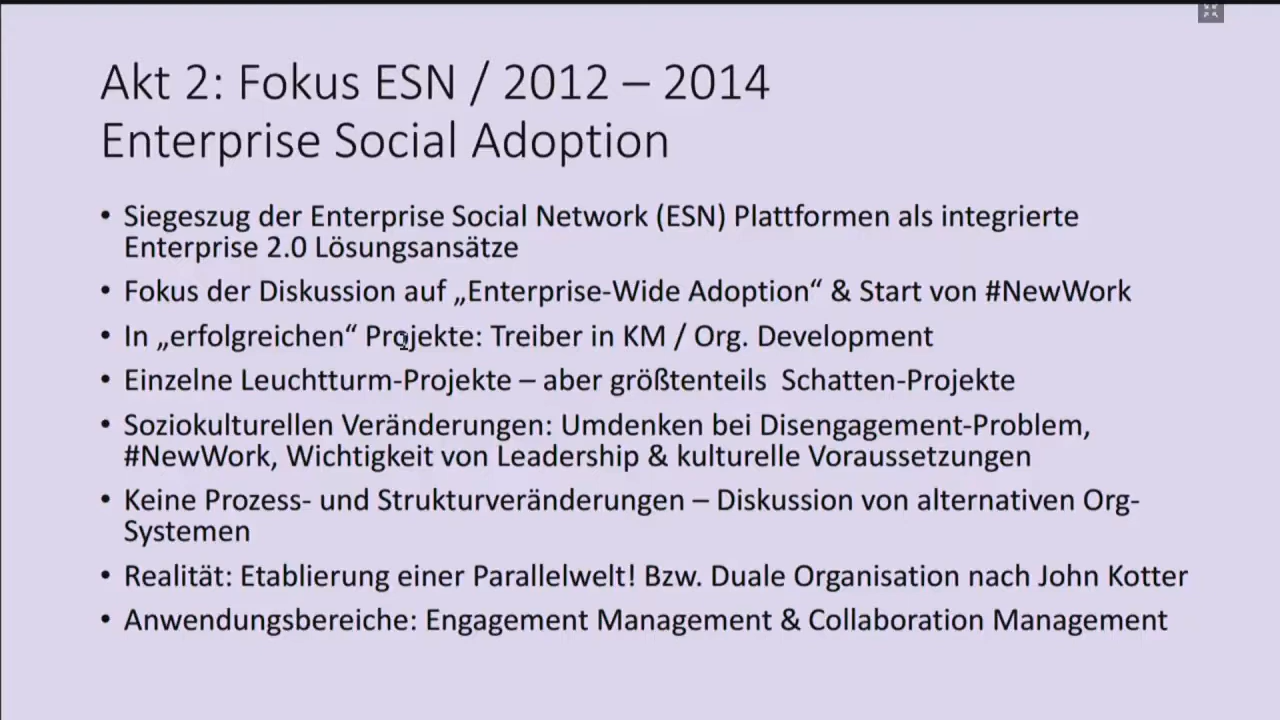 Akt 2: Fokus ESN / 2012 – 2014
Enterprise Social Adoption
• Siegeszug der Enterprise Social Network (ESN) Plattformen als integrierte
Enterprise 2.0 Lösungsansätze
• Fokus der Diskussion auf „Enterprise-Wide Adoption“ & Start von #NewWork
• In „erfolgreichen“ Projekte: Treiber in KM / Org. Development
• Einzelne Leuchtturm-Projekte – aber größtenteils  Schatten-Projekte
• Soziokulturellen Veränderungen: Umdenken bei Disengagement-Problem,
#NewWork, Wichtigkeit von Leadership & kulturelle Voraussetzungen
• Keine Prozess- und Strukturveränderungen – Diskussion von alternativen Org-
Systemen
• Realität: Etablierung einer Parallelwelt! Bzw. Duale Organisation nach John Kotter
• Anwendungsbereiche: Engagement Management & Collaboration Management